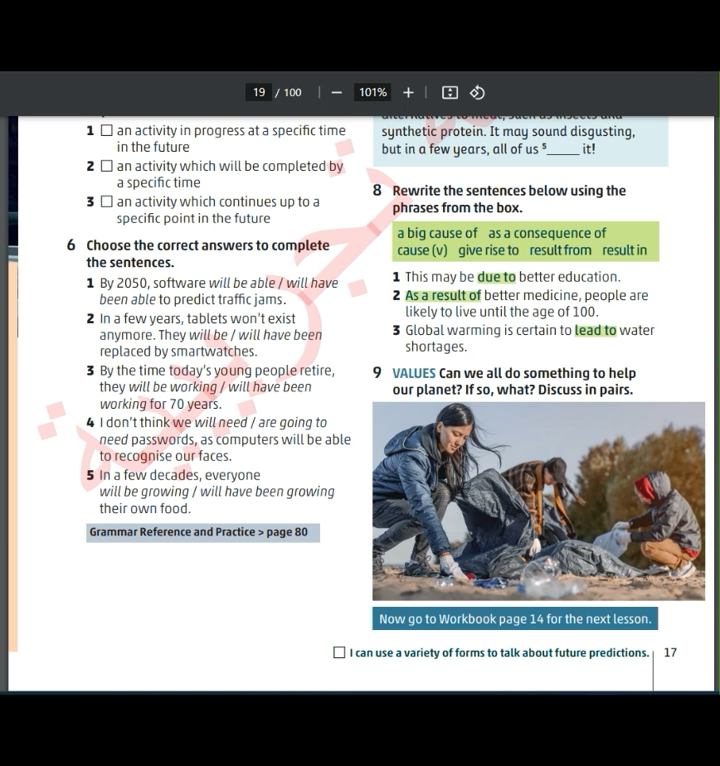 19 / 100
101%
1 □ an activity in progress at a specific time
in the future
2 □ an activity which will be completed by
a specific time
3 □ an activity which continues up to a
specific point in the future
6 Choose the correct answers to complete
the sentences.
1 By 2050, software will be able / will have
been able to predict traffic jams.
2 In a few years, tablets won't exist
anymore. They will be / will have been
replaced by smartwatches.
3 By the time today's young people retire,
they will be working / will have been
working for 70 years.
4 I don't think we will need / are going to
need passwords, as computers will be able
to recognise our faces.
5 In a few decades, everyone
will be growing / will have been growing
their own food.
Grammar Reference and Practice > page 80
alternatives to meat, such as insects and
synthetic protein. It may sound disgusting,
but in a few years, all of us 5_____ it!
8 Rewrite the sentences below using the
phrases from the box.
a big cause of as a consequence of
cause (v) give rise to result from result in
1 This may be due to better education.
2 As a result of better medicine, people are
likely to live until the age of 100.
3 Global warming is certain to lead to water
shortages.
9 VALUES Can we all do something to help
our planet? If so, what? Discuss in pairs.
Now go to Workbook page 14 for the next lesson.
□ I can use a variety of forms to talk about future predictions. 17